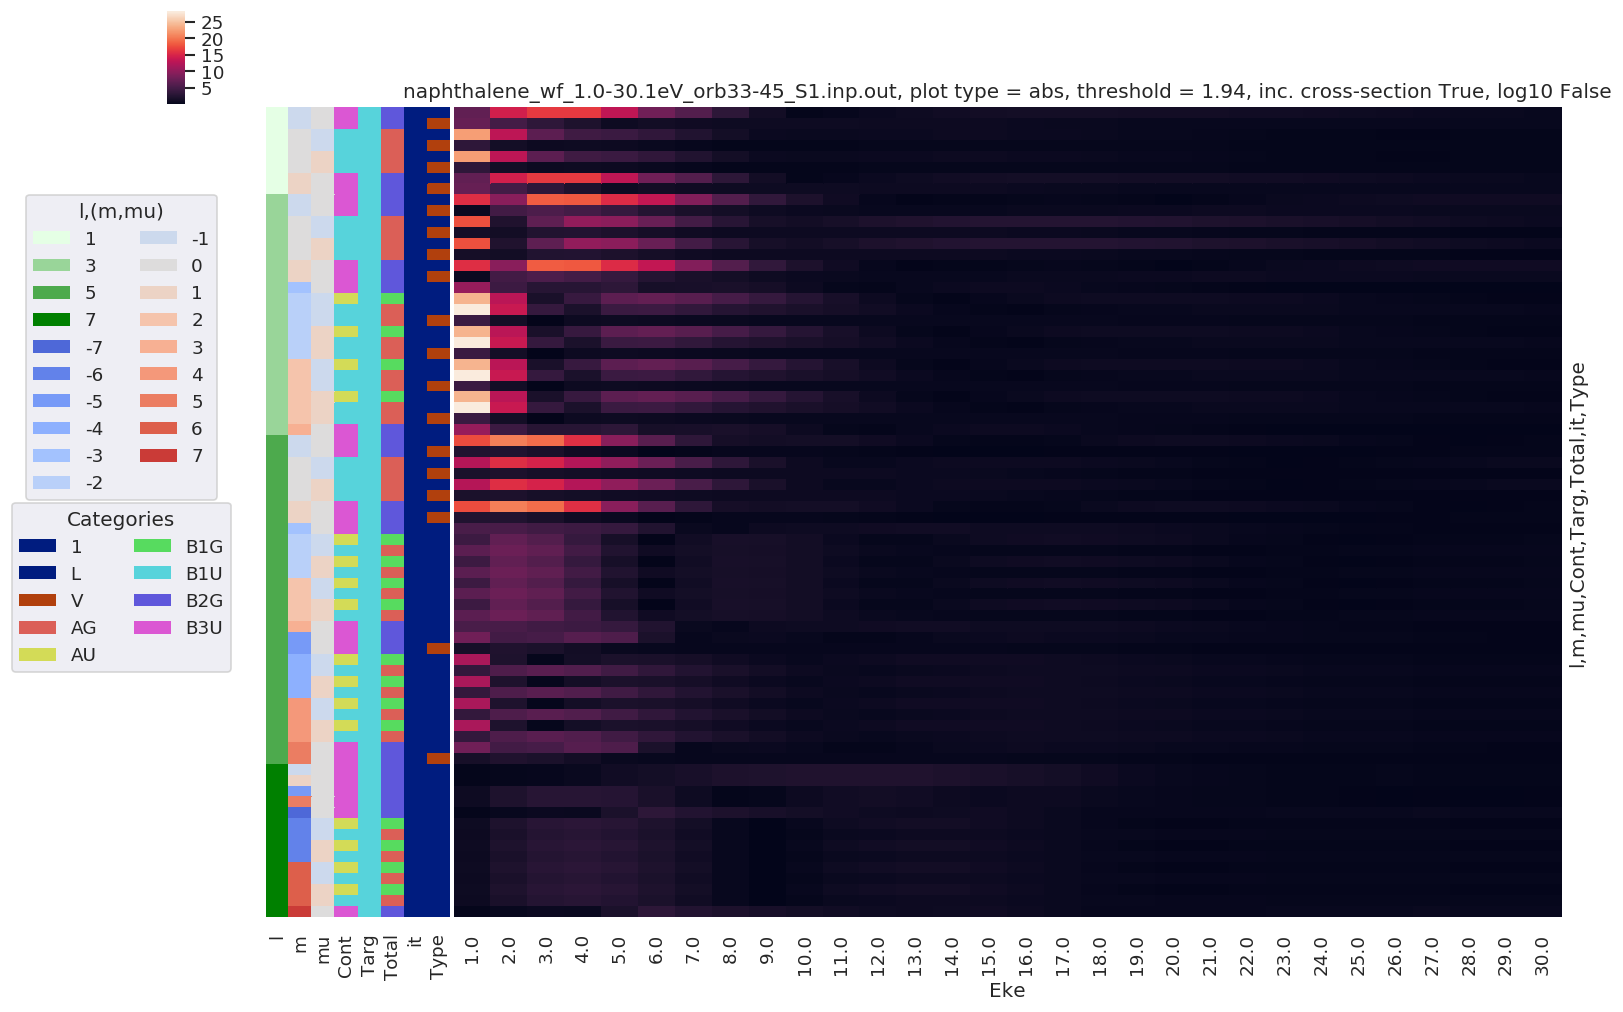 25
20
15
10
5
naphthalene_wf_1.0-30.1eV_orb33-45_S1.inp.out, plot type = abs, threshold = 1.94, inc. cross-section True, log10 False
l,(m,mu)
1 -1
3 0
5 1
7 2
-7 3
-6 4
-5 5
-4 6
-3 7
-2
Categories
1 B1G
L B1U
V B2G
AG B3U
AU
l,m,mu,Cont,Targ,Total,it,Type
l m mu Cont Targ Total it Type
1.0 2.0 3.0 4.0 5.0 6.0 7.0 8.0 9.0 10.0 11.0 12.0 13.0 14.0 15.0 16.0 17.0 18.0 19.0 20.0 21.0 22.0 23.0 24.0 25.0 26.0 27.0 28.0 29.0 30.0
Eke